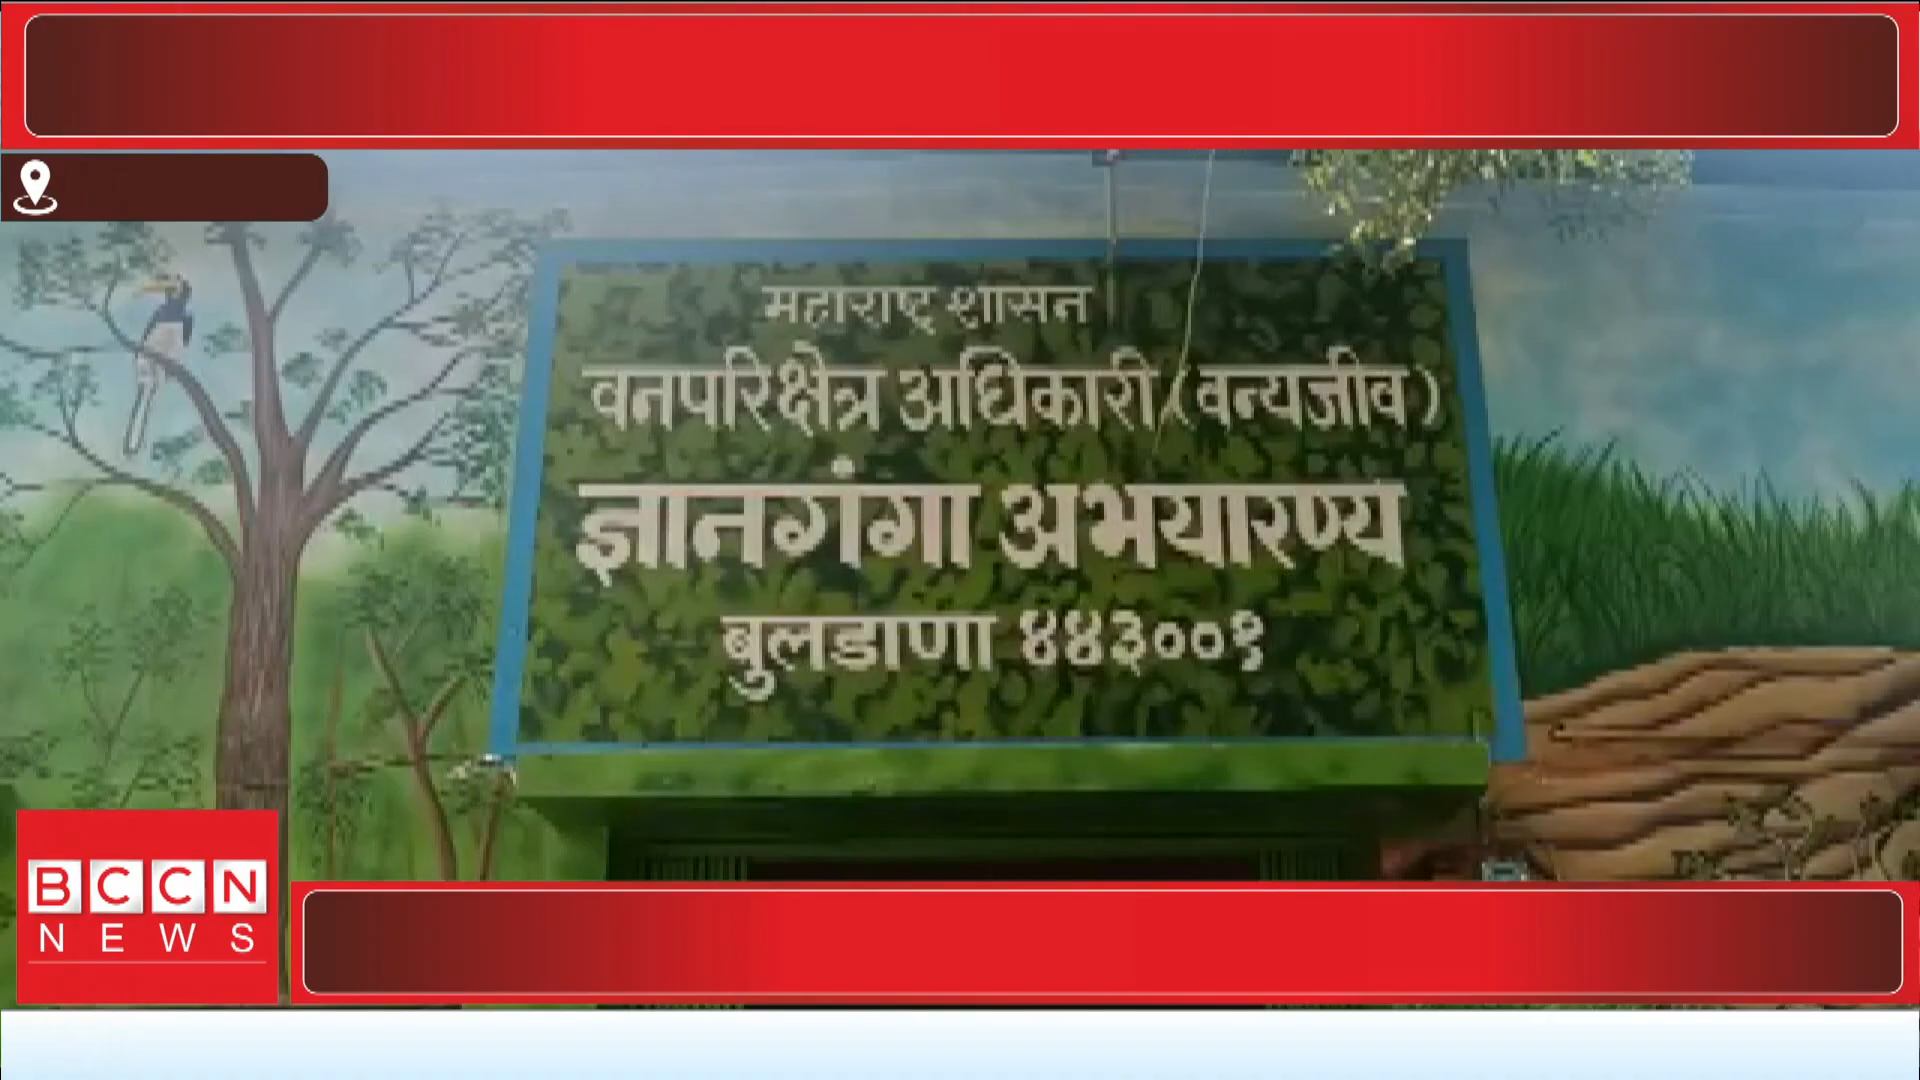 महाराष्ट्र शासन
वनपरिक्षेत्र अधिकारी (वन्यजीव)
ज्ञानगंगा अभयारण्य
बुलडाणा ४४३००१
BCCN
NEWS